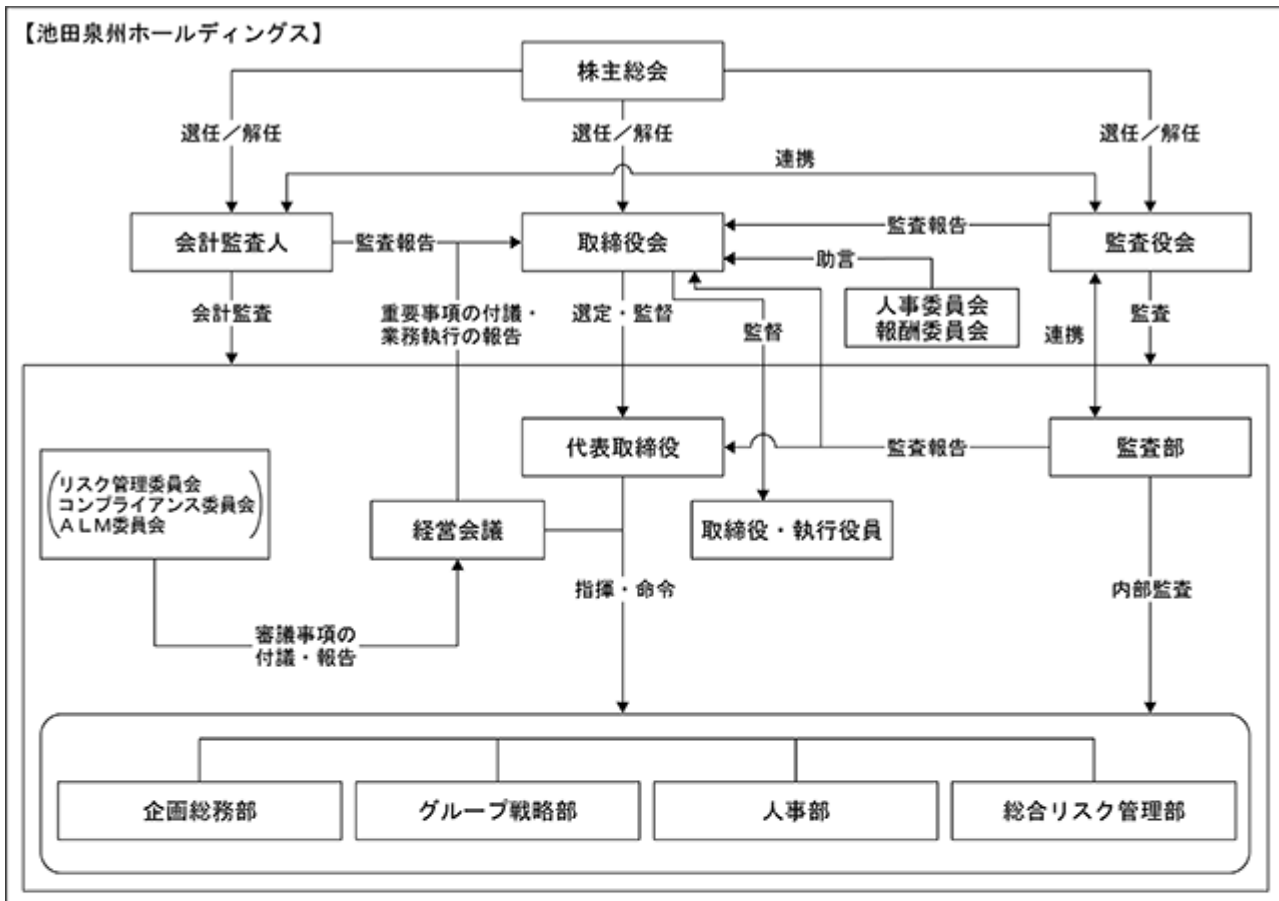 【池田泉州ホールディングス】
株主総会
選任／解任
選任／解任
選任／解任
連携
会計監査人
監査報告
取締役会
監査報告
監査役会
助言
人事委員会
報酬委員会
会計監査
重要事項の付議・
業務執行の報告
選定・監督
監督
連携
監査
代表取締役
監査報告
監査部
リスク管理委員会
コンプライアンス委員会
ＡＬＭ委員会
経営会議
取締役・執行役員
指揮・命令
内部監査
審議事項の
付議・報告
企画総務部
グループ戦略部
人事部
総合リスク管理部